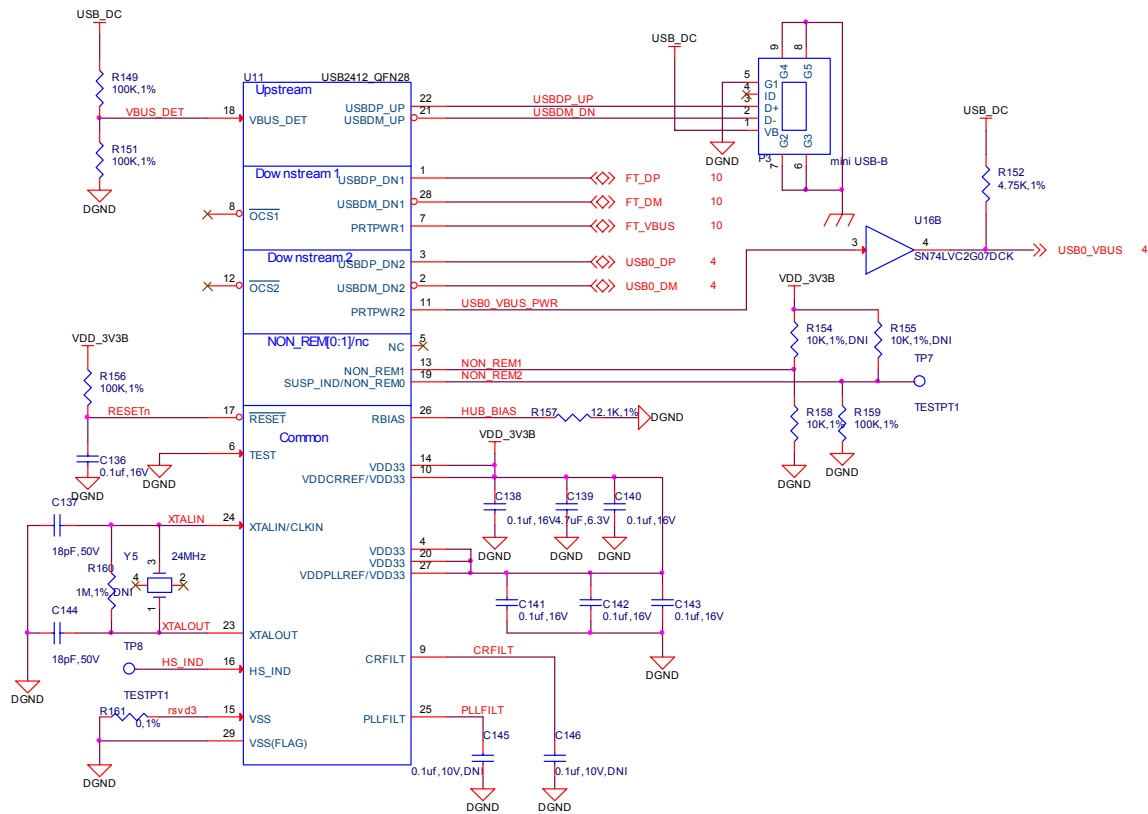 USB_DC
R149
100K,1%
VBUS_DET
R151
100K,1%
DGND
U11
USB2412_QFN28
Upstream
18
VBUS_DET
USBDP_UP
22
USBDP_UP
USBDM_UP
21
USBDM_DN
Downstream 1
8
OCS1
USBDP_DN1
1
FT_DP
10
USBDM_DN1
28
FT_DM
10
PRTPWR1
7
FT_VBUS
10
Downstream 2
12
OCS2
USBDP_DN2
3
USB0_DP
4
USBDM_DN2
2
USB0_DM
4
PRTPWR2
11
USB0_VBUS_PWR
NON_REM[0:1]/nc
NC
5
NON_REM1
13
NON_REM1
SUSP_IND/NON_REM0
19
NON_REM2
USB_DC
5
4
3
2
1
G1
ID
D+
D-
VB
9
8
G4
G5
G2
G3
7
6
P3
mini USB-B
DGND
USB_DC
R152
4.75K,1%
U16B
3
4
SN74LVC2G07DCK
USB0_VBUS
4
VDD_3V3B
R154
10K,1%,DNI
R155
10K,1%,DNI
TP7
TESTPT1
R158
10K,1%
R159
100K,1%
DGND
DGND
VDD_3V3B
R156
100K,1%
RESETn
17
RESET
C136
0.1uf,16V
DGND
Common
6
TEST
DGND
RBIAS
26
HUB_BIAS
R157
12.1K,1%
DGND
VDD_3V3B
VDD33
14
VDDCRREF/VDD33
10
C138
0.1uf,16V
C139
4.7uF,6.3V
C140
0.1uf,16V
DGND
DGND
DGND
VDD33
4
VDD33
20
VDDPLLREF/VDD33
27
C141
0.1uf,16V
C142
0.1uf,16V
C143
0.1uf,16V
DGND
C137
18pF,50V
XTALIN
24
XTALIN/CLKIN
Y5
24MHz
3
4
2
1
R160
1M,1%,DNI
C144
18pF,50V
XTALOUT
23
XTALOUT
DGND
TP8
TESTPT1
HS_IND
16
HS_IND
R161
0,1%
rsvd3
15
VSS
29
VSS(FLAG)
DGND
CRFILT
9
CRFILT
PLLFILT
25
PLLFILT
C145
0.1uf,10V,DNI
C146
0.1uf,10V,DNI
DGND
DGND